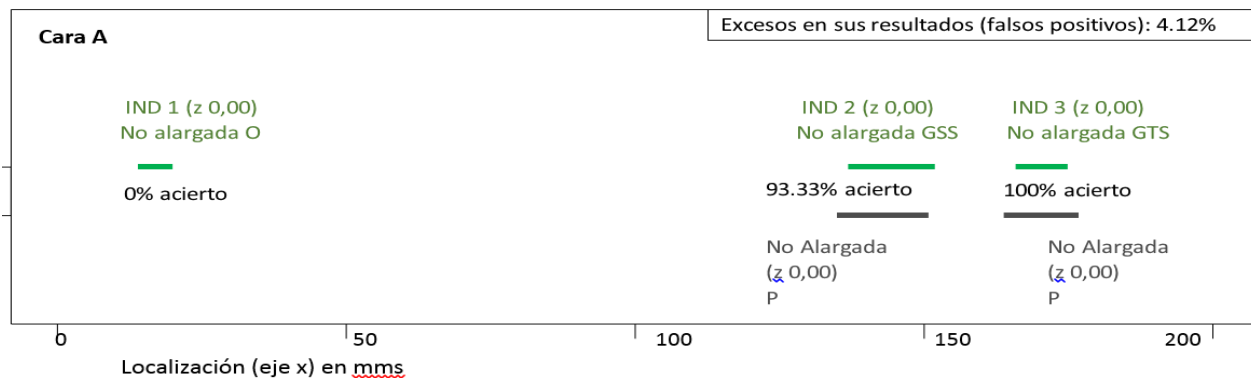 Cara A
Excesos en sus resultados (falsos positivos): 4.12%
IND 1 (z 0,00)
No alargada O
IND 2 (z 0,00)
No alargada GSS
IND 3 (z 0,00)
No alargada GTS
0% acierto
93.33% acierto
100% acierto
No Alargada
(z 0,00)
P
No Alargada
(z 0,00)
P
0 50 100 150 200
Localización (eje x) en mms